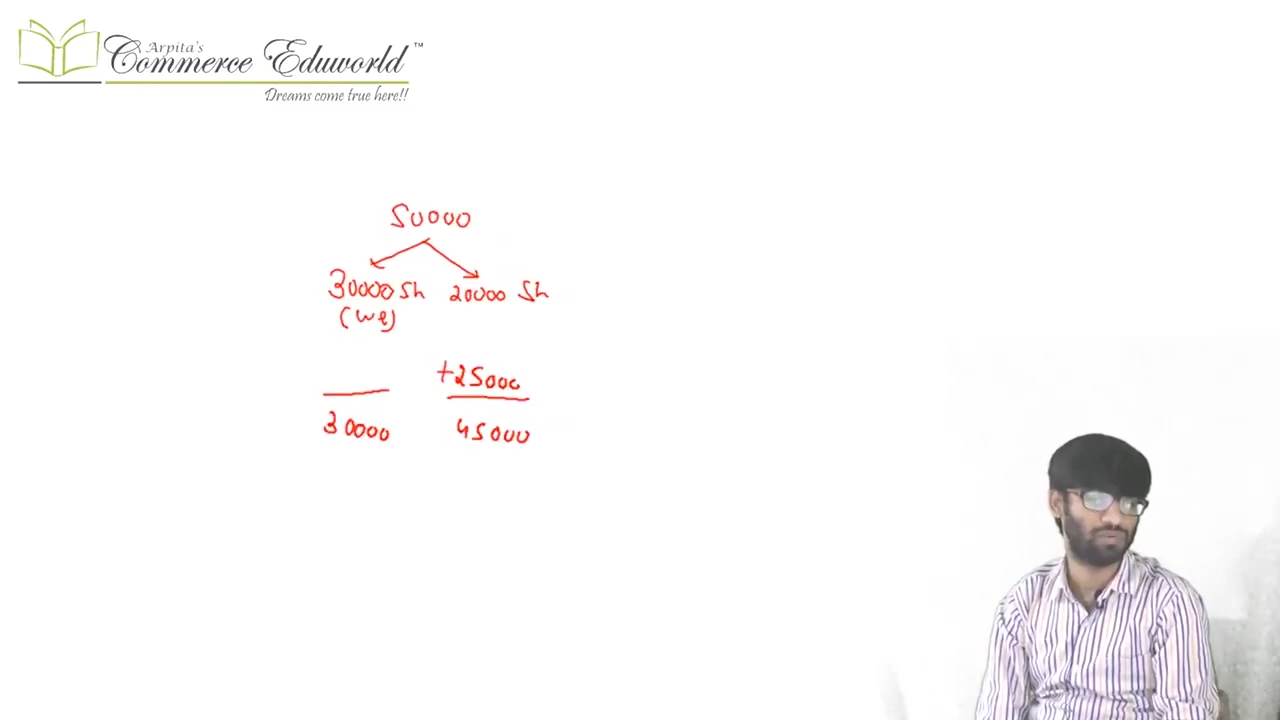 Arpita's
Commerce Eduworld™
Dreams come true here!!
50000
30000 Sh 20000 Sh
(We)
+25000
30000 45000